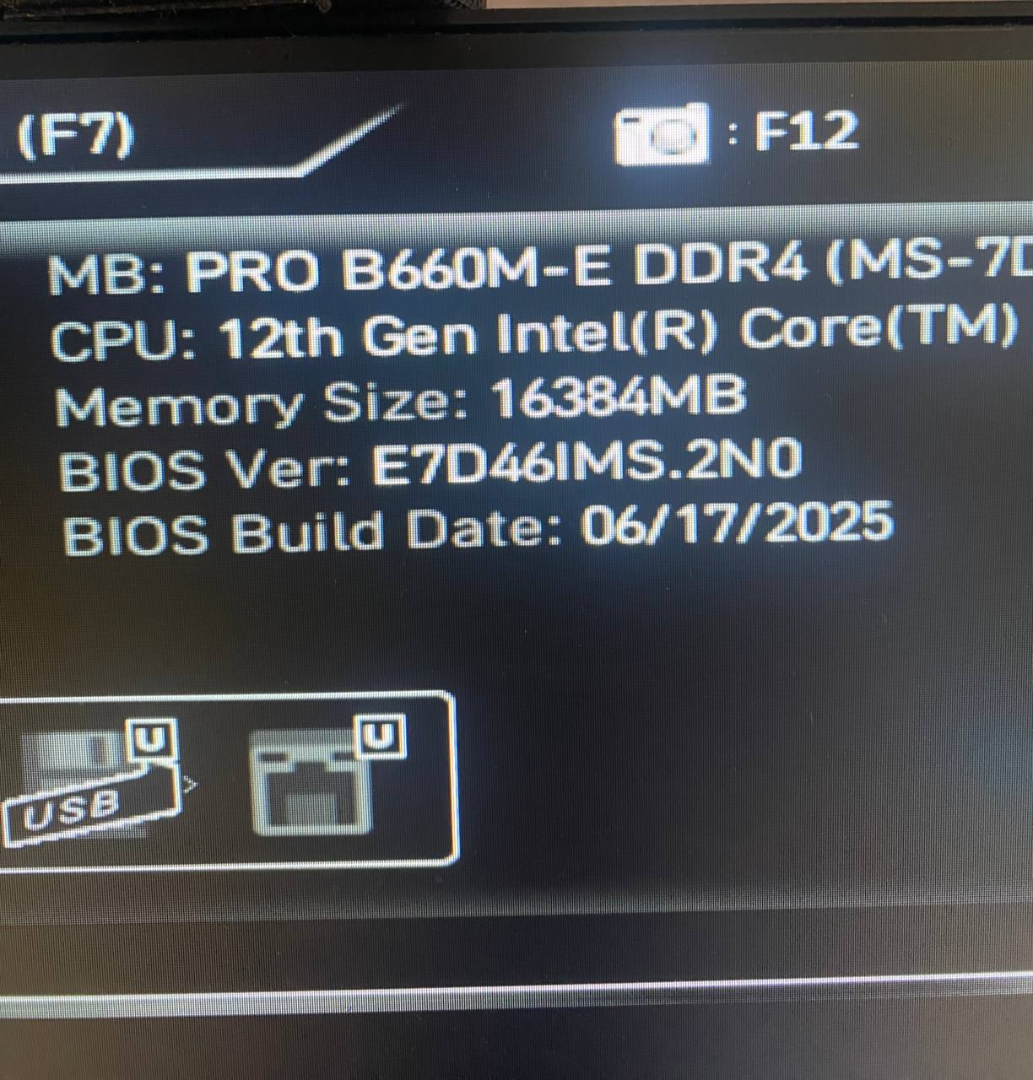 (F7)
: F12
MB: PRO B660M-E DDR4 (MS-7D
CPU: 12th Gen Intel(R) Core(TM)
Memory Size: 16384MB
BIOS Ver: E7D46IMS.2N0
BIOS Build Date: 06/17/2025
U
U
USB